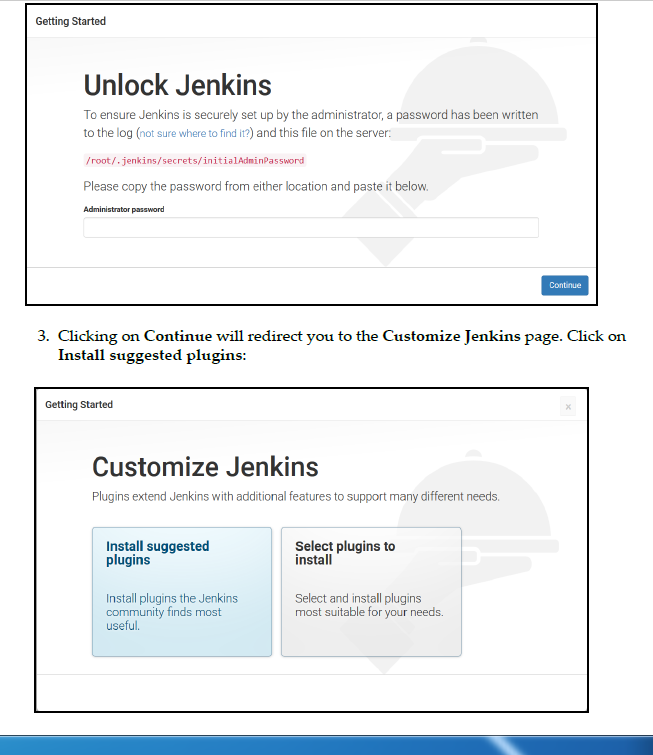 Getting Started
Unlock Jenkins
To ensure Jenkins is securely set up by the administrator, a password has been written
to the log (not sure where to find it?) and this file on the server:
/root/.jenkins/secrets/initialAdminPassword
Please copy the password from either location and paste it below.
Administrator password
Continue
3. Clicking on Continue will redirect you to the Customize Jenkins page. Click on
Install suggested plugins:
Getting Started
x
Customize Jenkins
Plugins extend Jenkins with additional features to support many different needs.
Install suggested
plugins
Install plugins the Jenkins
community finds most
useful.
Select plugins to
install
Select and install plugins
most suitable for your needs.